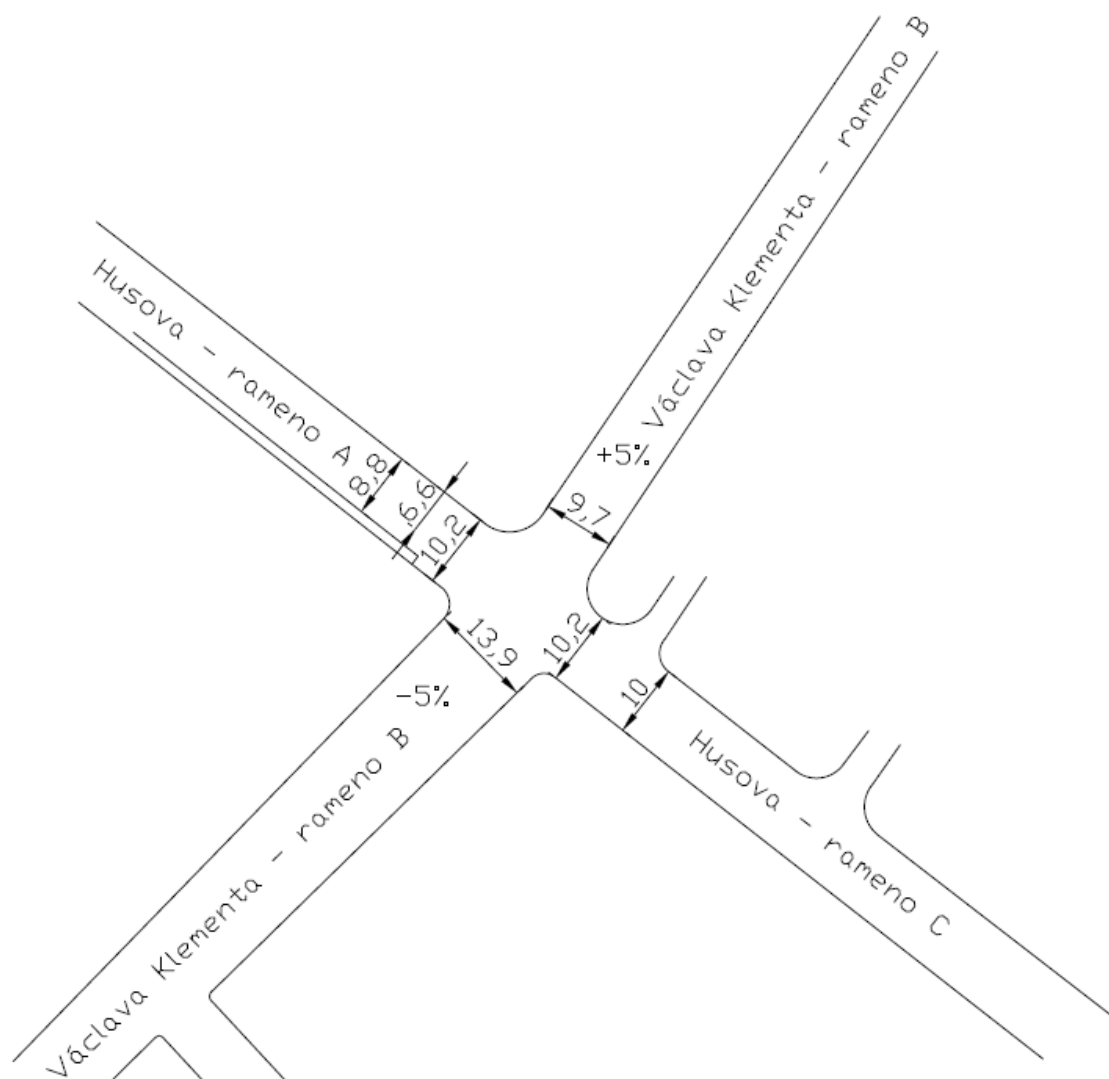 Václava Klementa - rameno B
Husova - rameno A
+5%
8,8
6,6
9,7
10,2
13,9
10,2
10
-5%
Husova - rameno C
Václava Klementa - rameno B